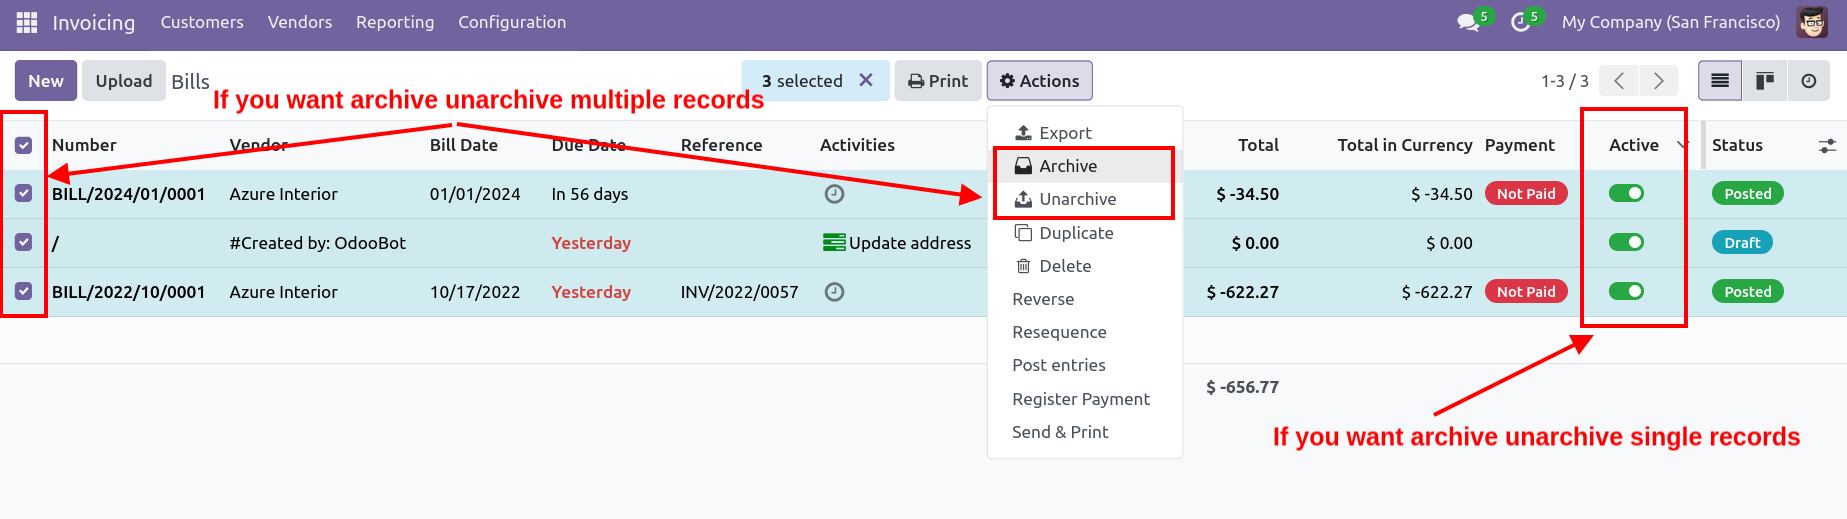 Invoicing Customers Vendors Reporting Configuration 5 5 My Company (San Francisco)
New Upload Bills 3 selected Print Actions 1-3 / 3
If you want archive unarchive multiple records
Number Vendor Bill Date Due Date Reference Activities Total Total in Currency Payment Active Status
BILL/2024/01/0001 Azure Interior 01/01/2024 In 56 days $ -34.50 $ -34.50 Not Paid Posted
/ #Created by: OdooBot Yesterday Update address $ 0.00 $ 0.00 Draft
BILL/2022/10/0001 Azure Interior 10/17/2022 Yesterday INV/2022/0057 $ -622.27 $ -622.27 Not Paid Posted
$ -656.77
Export
Archive
Unarchive
Duplicate
Delete
Reverse
Resequence
Post entries
Register Payment
Send & Print
If you want archive unarchive single records